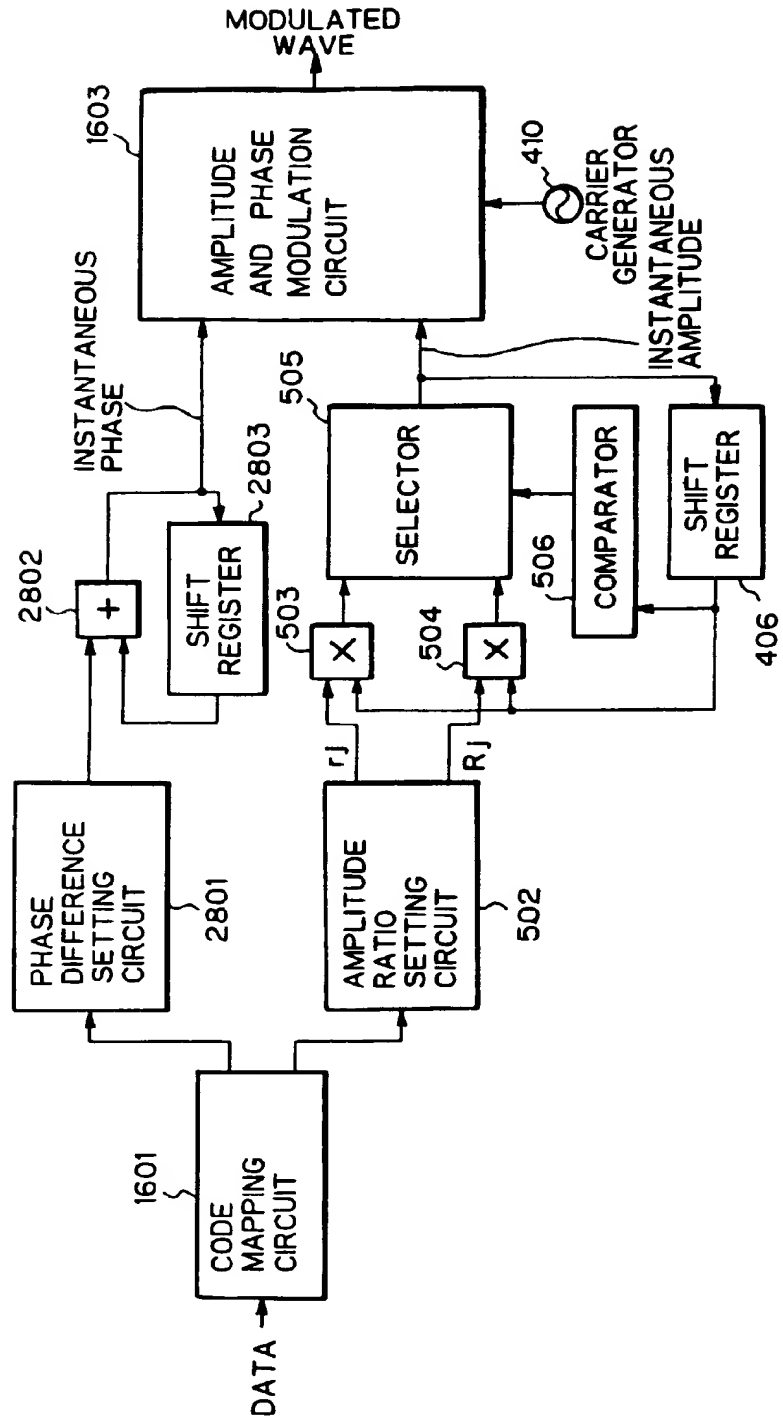 DATA
1601
CODE
MAPPING
CIRCUIT
PHASE
DIFFERENCE
SETTING
CIRCUIT
2801
AMPLITUDE
RATIO
SETTING
CIRCUIT
502
rj
Rj
2802
+
SHIFT
REGISTER
2803
INSTANTANEOUS
PHASE
503
X
504
X
505
SELECTOR
506
COMPARATOR
SHIFT
REGISTER
406
INSTANTANEOUS
AMPLITUDE
1603
AMPLITUDE
AND PHASE
MODULATION
CIRCUIT
410
CARRIER
GENERATOR
MODULATED
WAVE